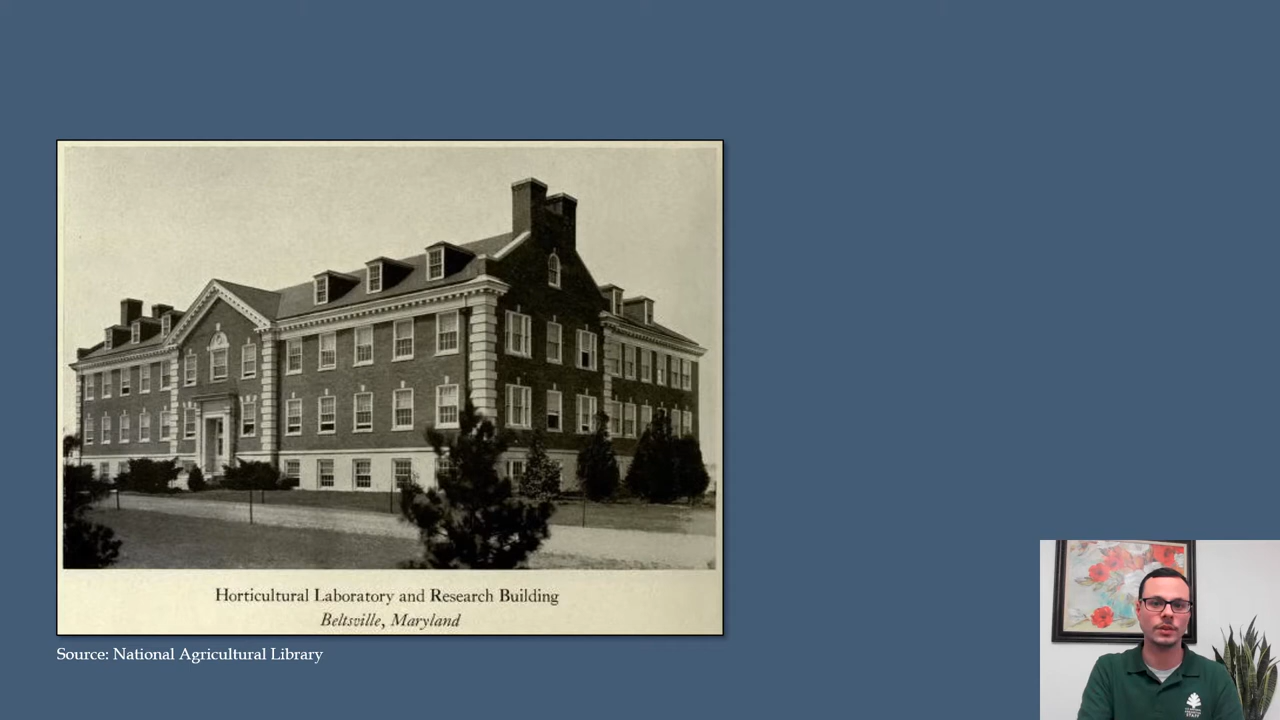 Horticultural Laboratory and Research Building
Beltsville, Maryland
Source: National Agricultural Library